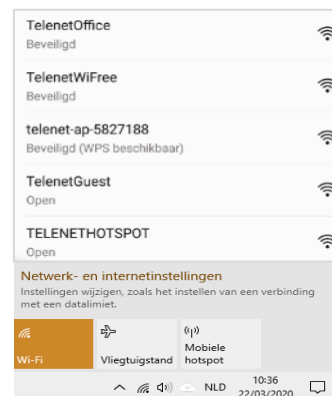 TelenetOffice
Beveiligd
TelenetWiFree
Beveiligd
telenet-ap-5827188
Beveiligd (WPS beschikbaar)
TelenetGuest
Open
TELENETHOTSPOT
Open
Netwerk- en internetinstellingen
Instellingen wijzigen, zoals het instellen van een verbinding
met een datalimiet.
Wi-Fi
Vliegtuigstand
Mobiele
hotspot
NLD
10:36
22/03/2020